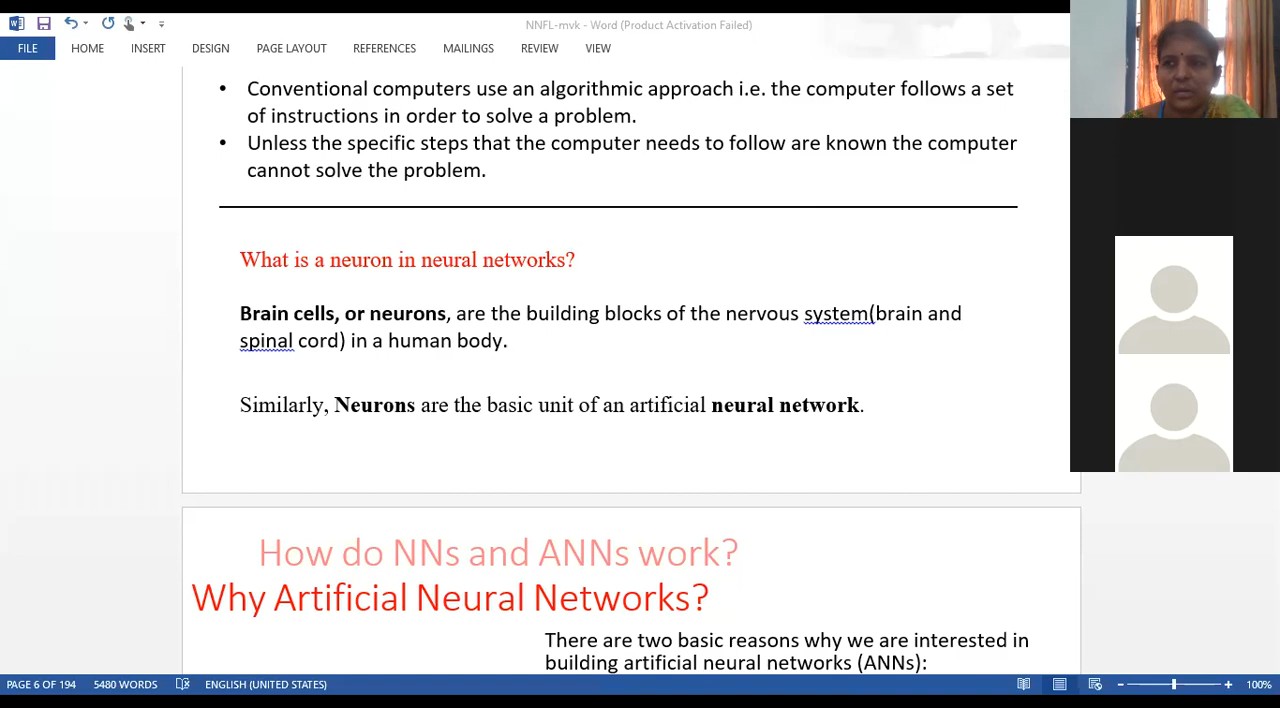 NNFL-mvk - Word (Product Activation Failed)
FILE HOME INSERT DESIGN PAGE LAYOUT REFERENCES MAILINGS REVIEW VIEW
• Conventional computers use an algorithmic approach i.e. the computer follows a set
of instructions in order to solve a problem.
• Unless the specific steps that the computer needs to follow are known the computer
cannot solve the problem.
What is a neuron in neural networks?
Brain cells, or neurons, are the building blocks of the nervous system(brain and
spinal cord) in a human body.
Similarly, Neurons are the basic unit of an artificial neural network.
How do NNs and ANNs work?
Why Artificial Neural Networks?
There are two basic reasons why we are interested in
building artificial neural networks (ANNs):
PAGE 6 OF 194 5480 WORDS ENGLISH (UNITED STATES) 100%